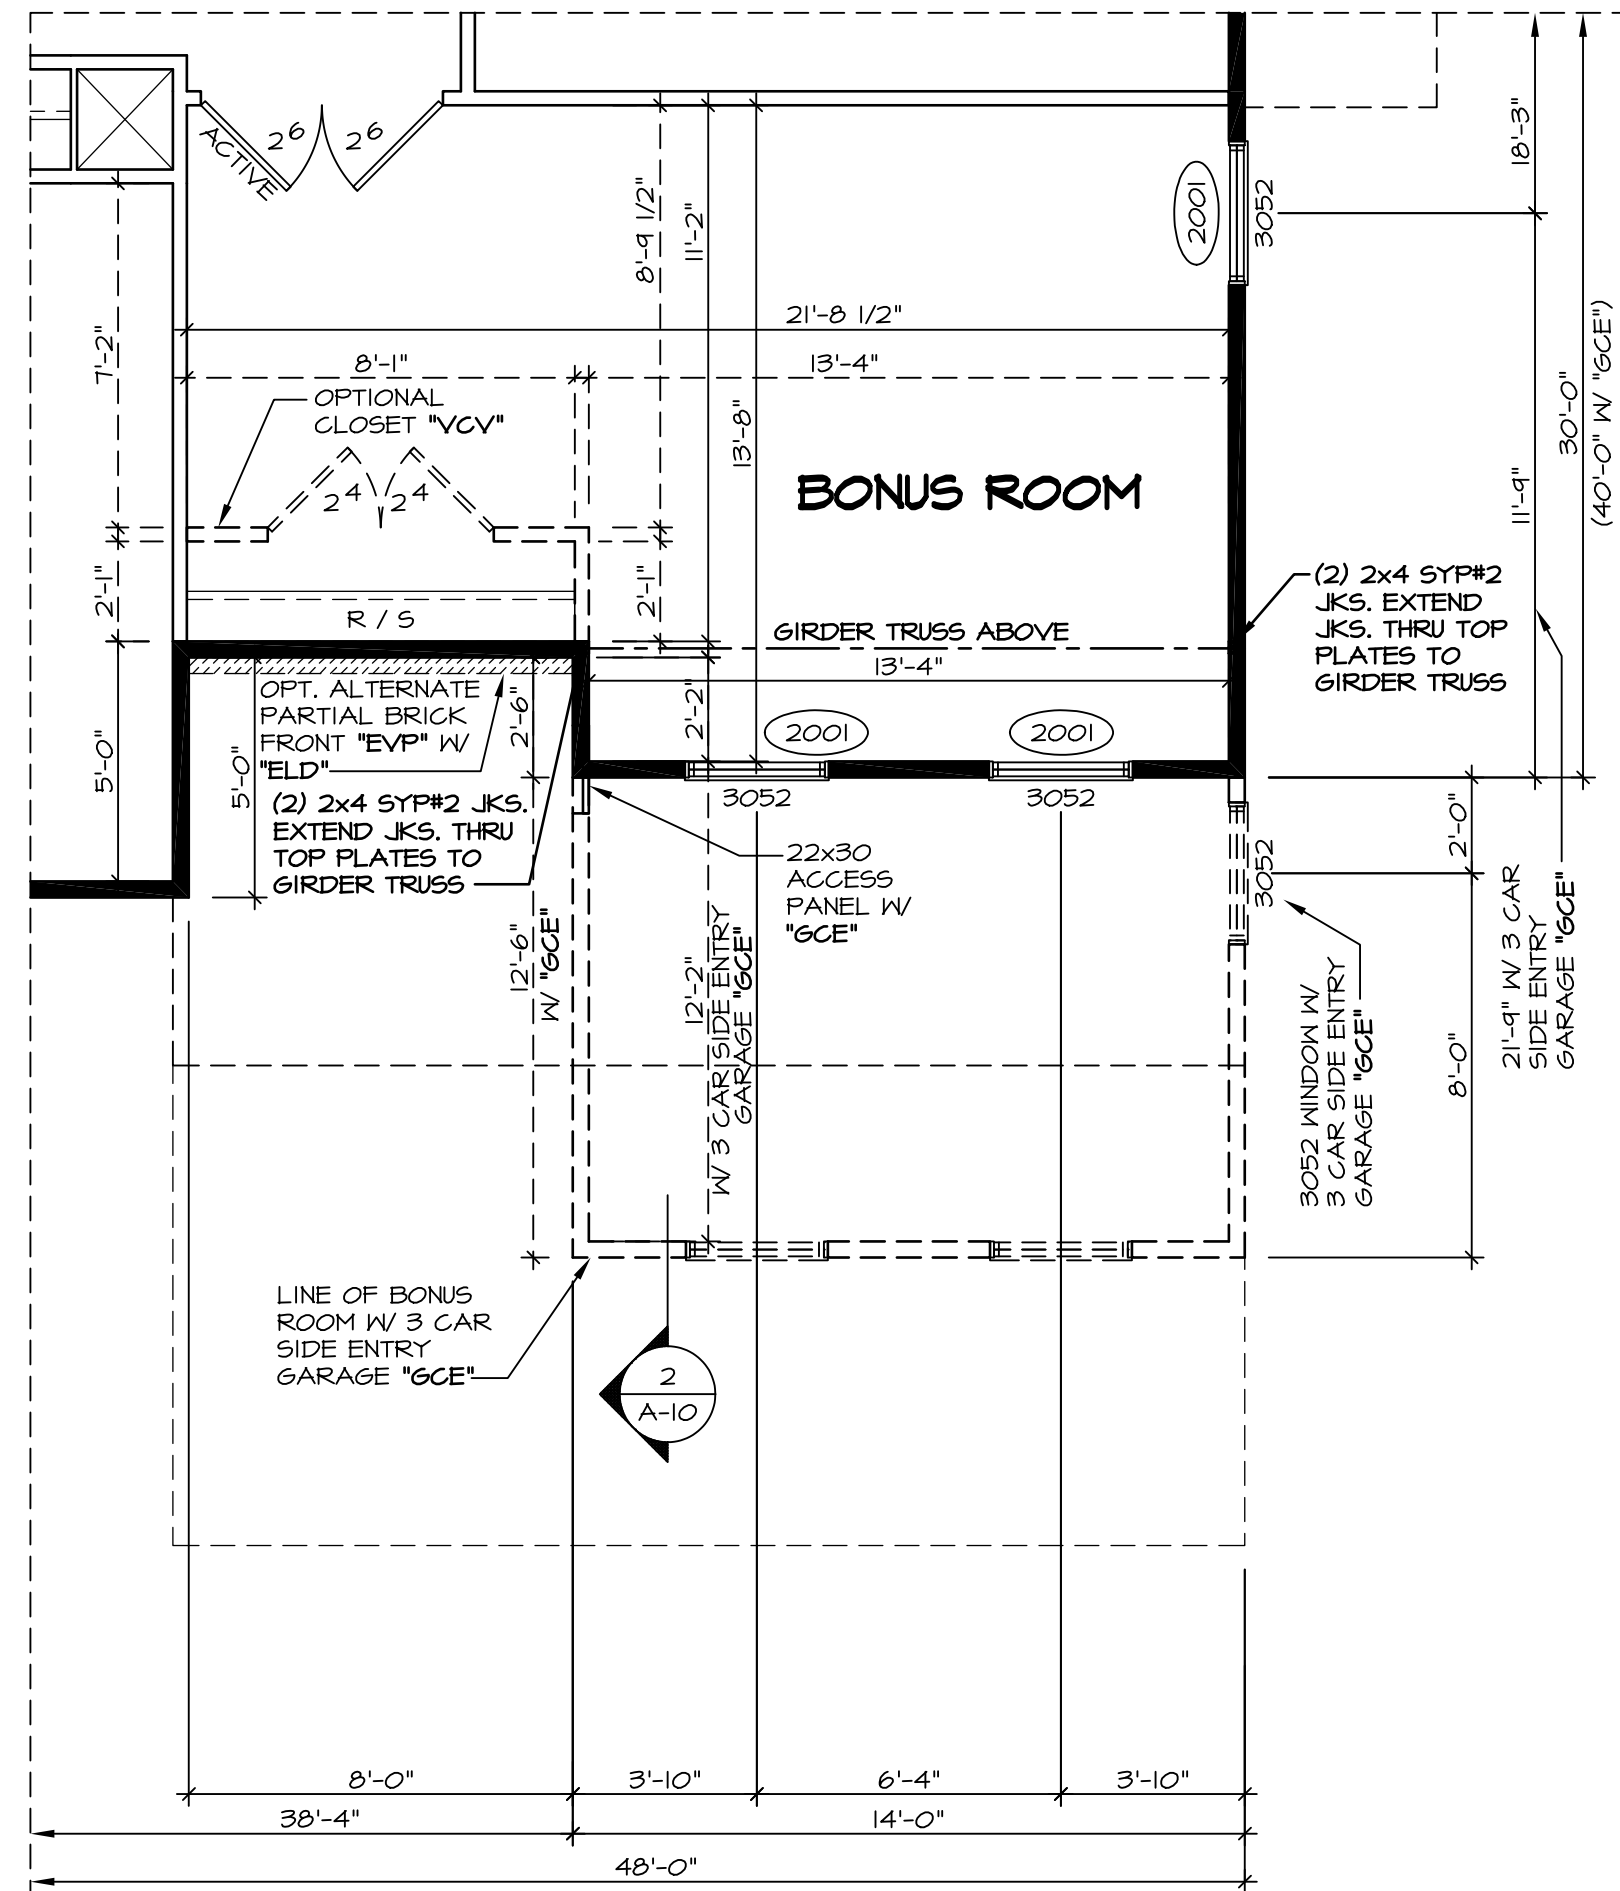 2⁶
2⁶
ACTIVE
18'-3"
2001
3052
8'-9 1/2"
11'-2"
21'-8 1/2"
7'-2"
8'-1"
13'-4"
30'-0"
(40'-0" W/ "GCE")
OPTIONAL
CLOSET "VCV"
13'-8"
2⁴
2⁴
BONUS ROOM
11'-9"
2'-1"
R / S
2'-1"
GIRDER TRUSS ABOVE
13'-4"
(2) 2x4 SYP#2
JKS. EXTEND
JKS. THRU TOP
PLATES TO
GIRDER TRUSS
OPT. ALTERNATE
PARTIAL BRICK
FRONT "EVP" W/
"ELD"
2'-6"
2'-2"
2001
2001
5'-0"
5'-0"
3052
3052
(2) 2x4 SYP#2 JKS.
EXTEND JKS. THRU
TOP PLATES TO
GIRDER TRUSS
2'-0"
3052
22x30
ACCESS
PANEL W/
"GCE"
12'-6"
W/ "GCE"
12'-2"
W/ 3 CAR SIDE ENTRY
GARAGE "GCE"
21'-9" W/ 3 CAR
SIDE ENTRY
GARAGE "GCE"
3052 WINDOW W/
3 CAR SIDE ENTRY
GARAGE "GCE"
8'-0"
LINE OF BONUS
ROOM W/ 3 CAR
SIDE ENTRY
GARAGE "GCE"
2
A-10
8'-0"
3'-10"
6'-4"
3'-10"
38'-4"
14'-0"
48'-0"